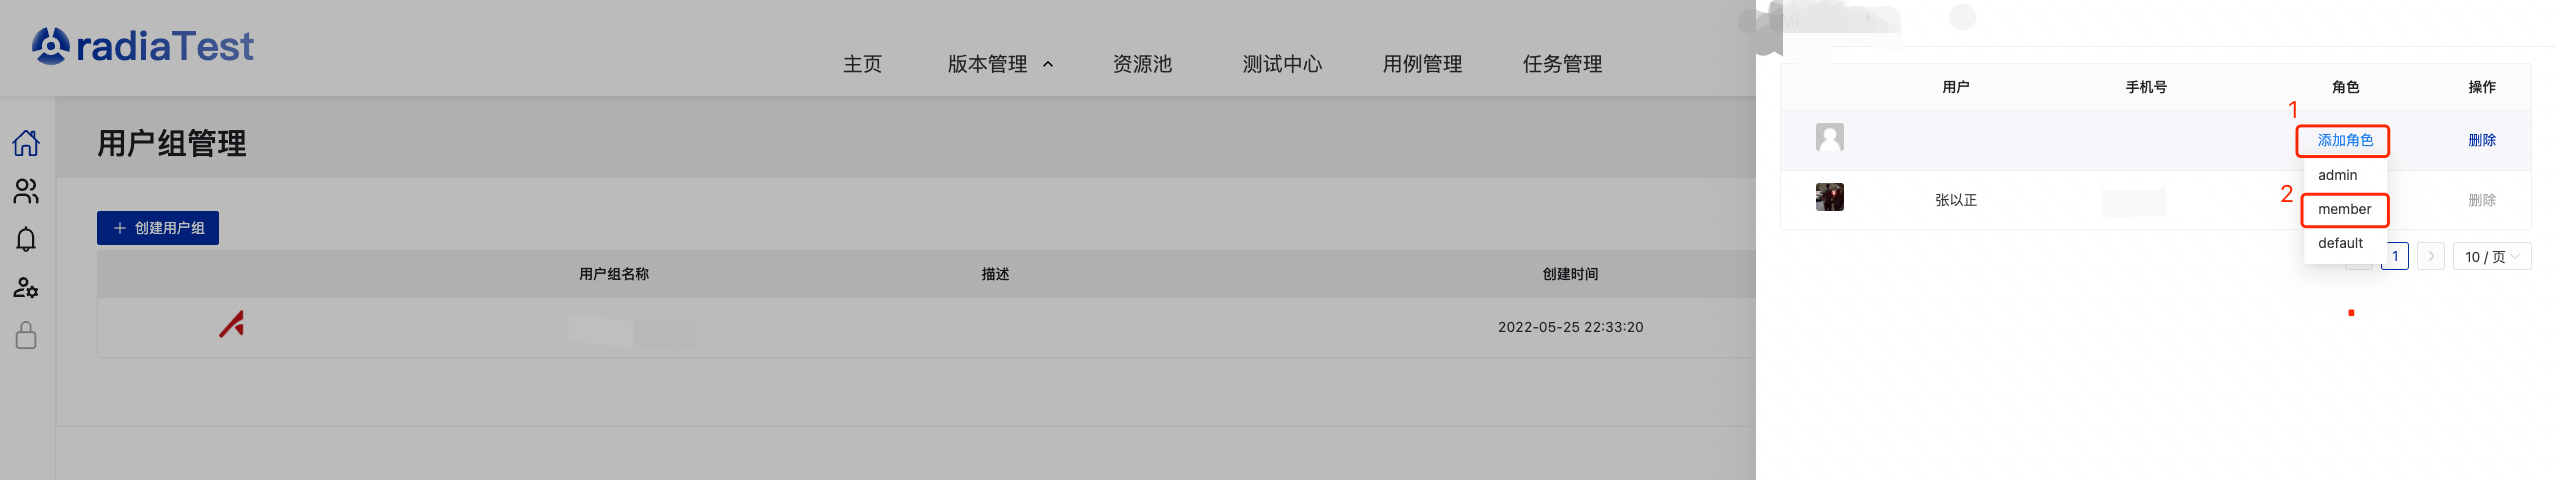 radiaTest
主页 版本管理 资源池 测试中心 用例管理 任务管理
用户组管理
创建用户组
用户组名称 描述 创建时间
2022-05-25 22:33:20
用户 手机号 角色 操作
1
添加角色 删除
admin
张以正 删除
2
member
default
1 10 / 页